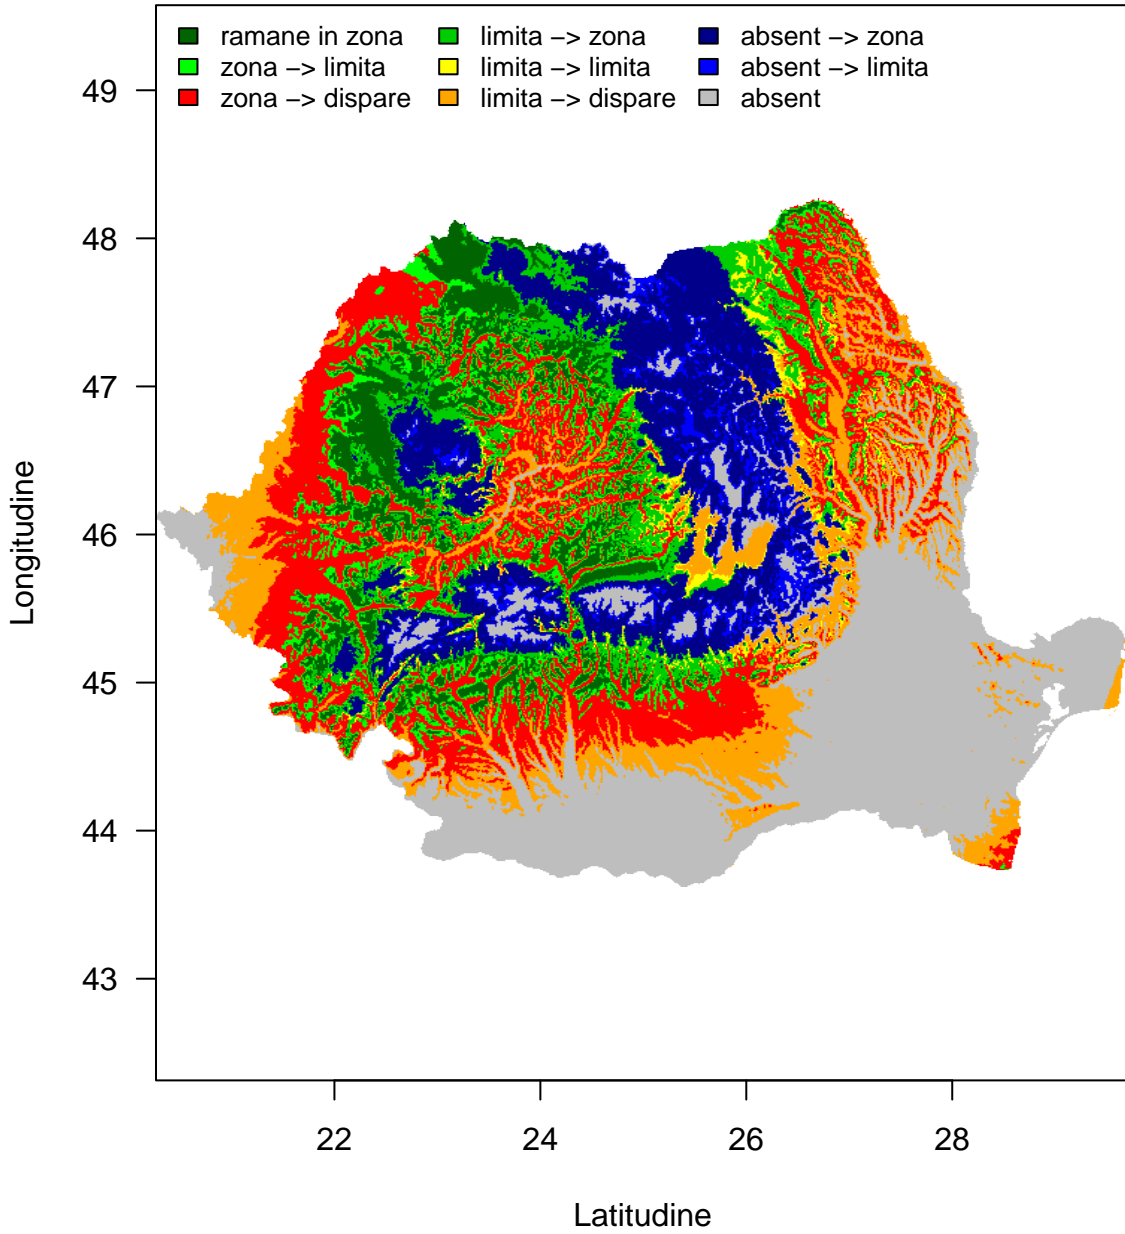 ramane in zona limita −> zona absent −> zona
zona −> limita limita −> limita absent −> limita
zona −> dispare limita −> dispare absent
49
48
47
46
45
44
43
Longitudine
22 24 26 28
Latitudine